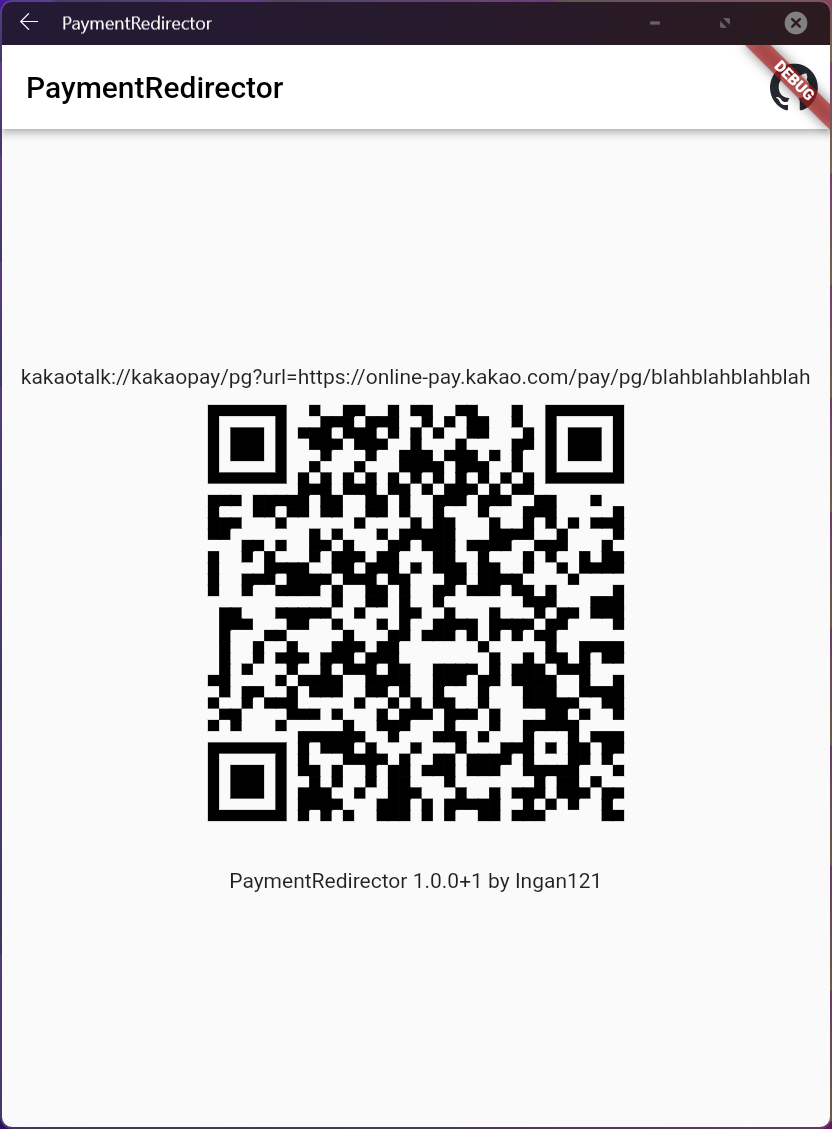 PaymentRedirector
PaymentRedirector
DEBUG
kakaotalk://kakaopay/pg?url=https://online-pay.kakao.com/pay/pg/blahblahblahblah
PaymentRedirector 1.0.0+1 by Ingan121